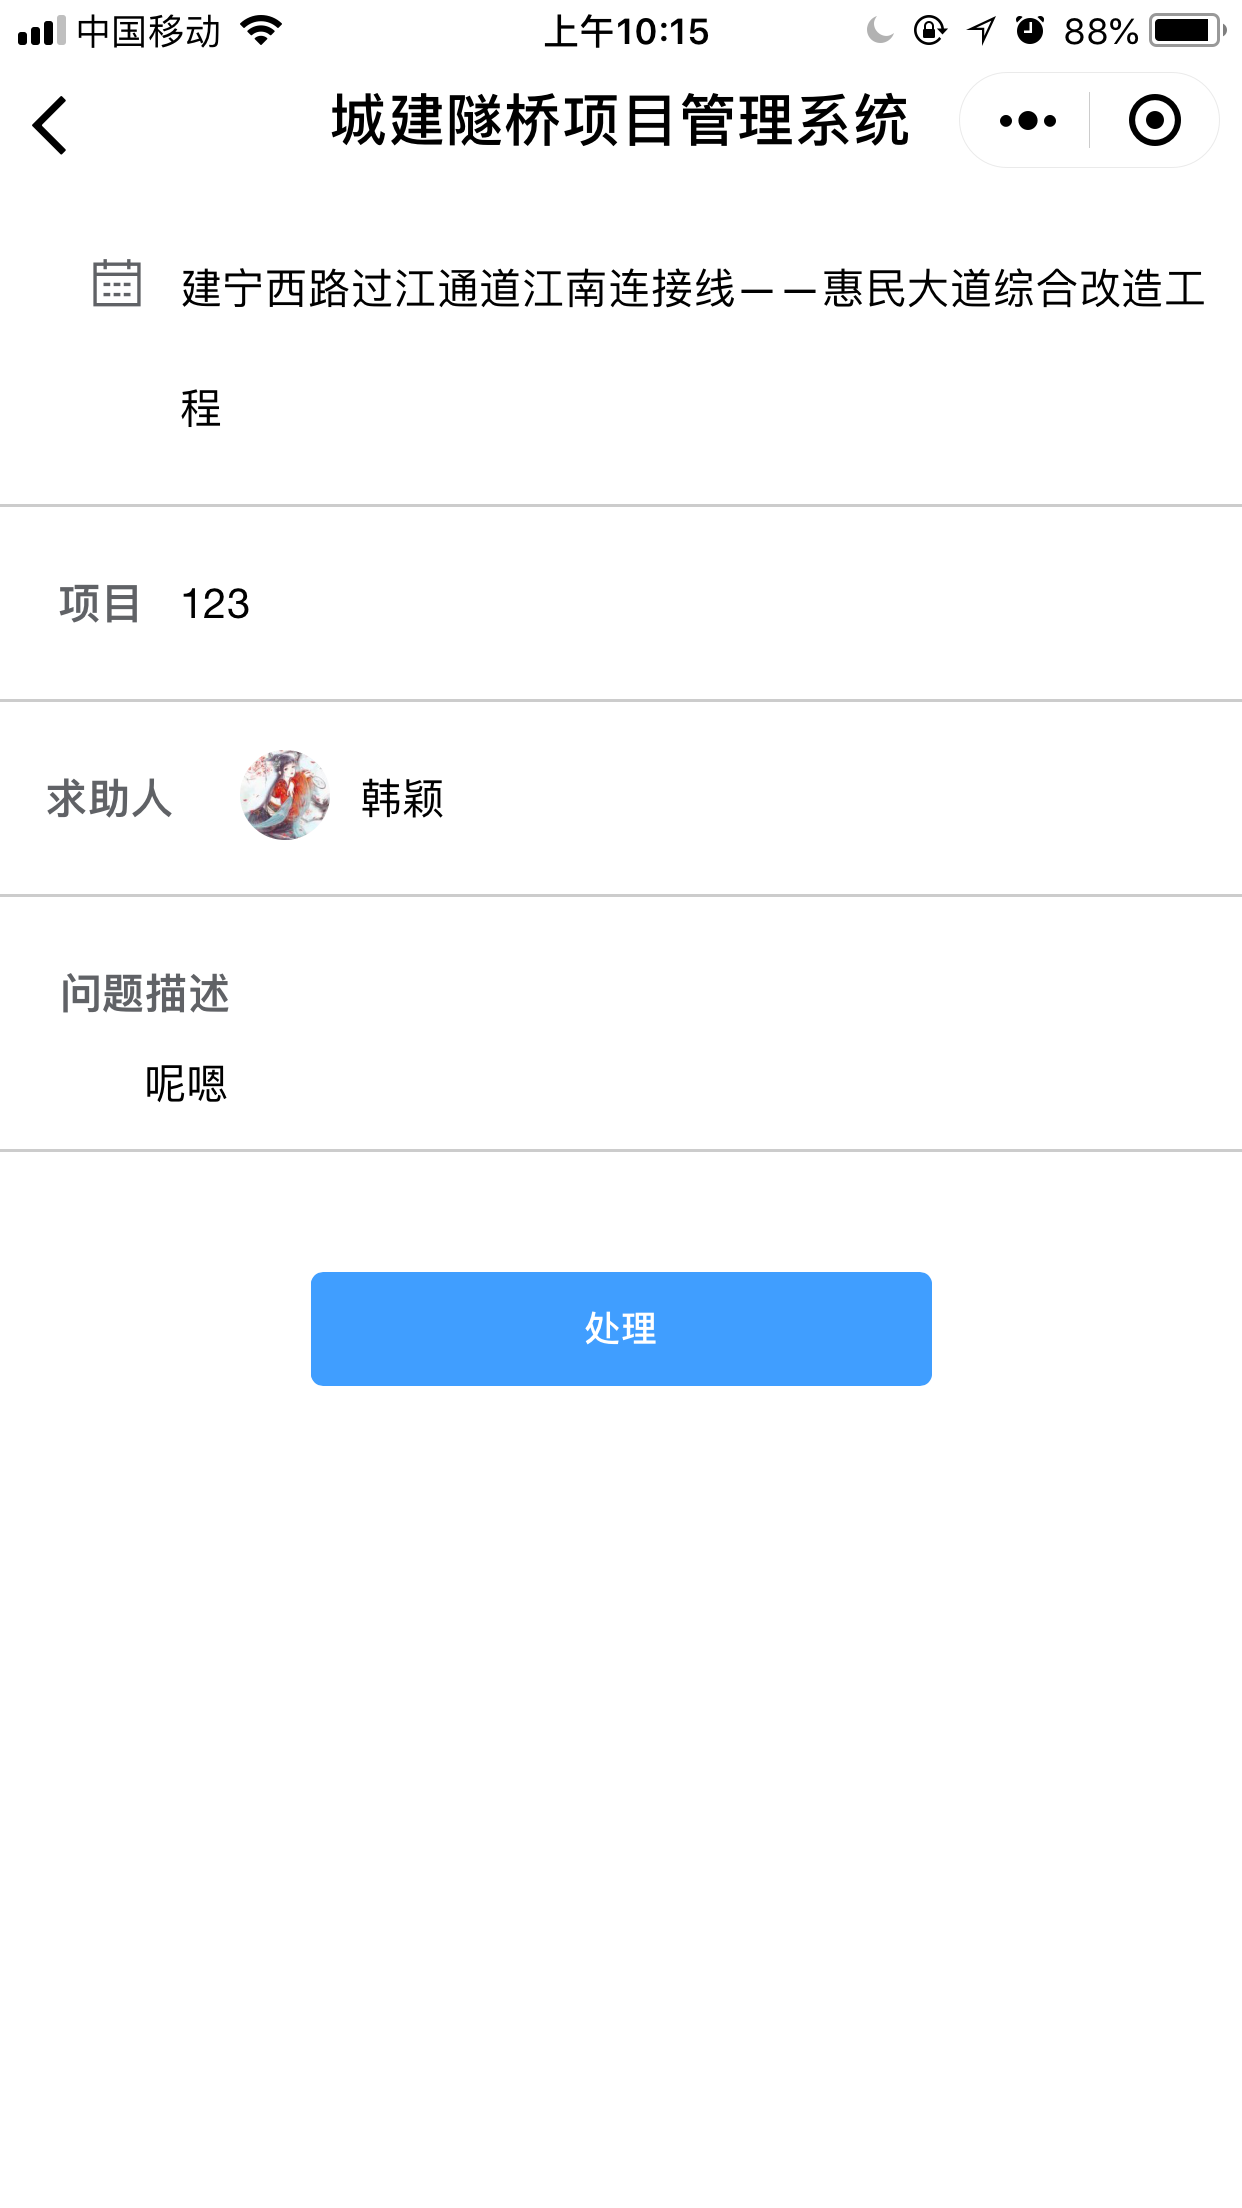 中国移动
上午10:15
88%
城建隧桥项目管理系统
建宁西路过江通道江南连接线——惠民大道综合改造工
程
项目 123
求助人 韩颖
问题描述
呢嗯
处理